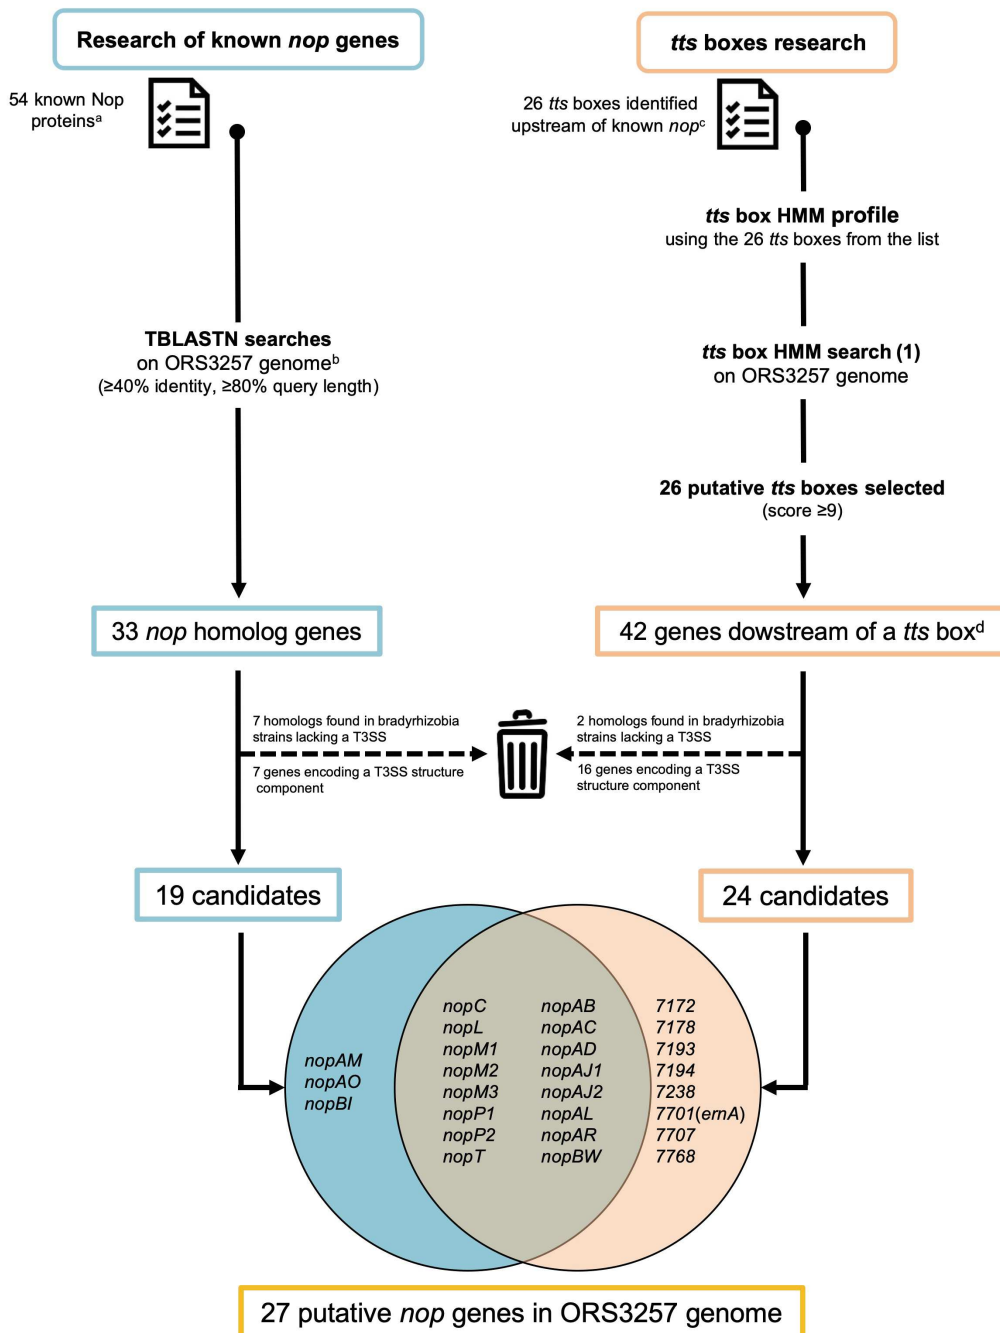 Research of known nop genes
tts boxes research
54 known Nop
proteinsᵃ
26 tts boxes identified
upstream of known nopᶜ
tts box HMM profile
using the 26 tts boxes from the list
TBLASTN searches
on ORS3257 genomeᵇ
(≥40% identity, ≥80% query length)
tts box HMM search (1)
on ORS3257 genome
26 putative tts boxes selected
(score ≥9)
33 nop homolog genes
42 genes dowstream of a tts boxᵈ
7 homologs found in bradyrhizobia
strains lacking a T3SS
7 genes encoding a T3SS structure
component
2 homologs found in bradyrhizobia
strains lacking a T3SS
16 genes encoding a T3SS
structure component
19 candidates
24 candidates
nopAM
nopAO
nopBI
nopC
nopL
nopM1
nopM2
nopM3
nopP1
nopP2
nopT
nopAB
nopAC
nopAD
nopAJ1
nopAJ2
nopAL
nopAR
nopBW
7172
7178
7193
7194
7238
7701(ernA)
7707
7768
27 putative nop genes in ORS3257 genome